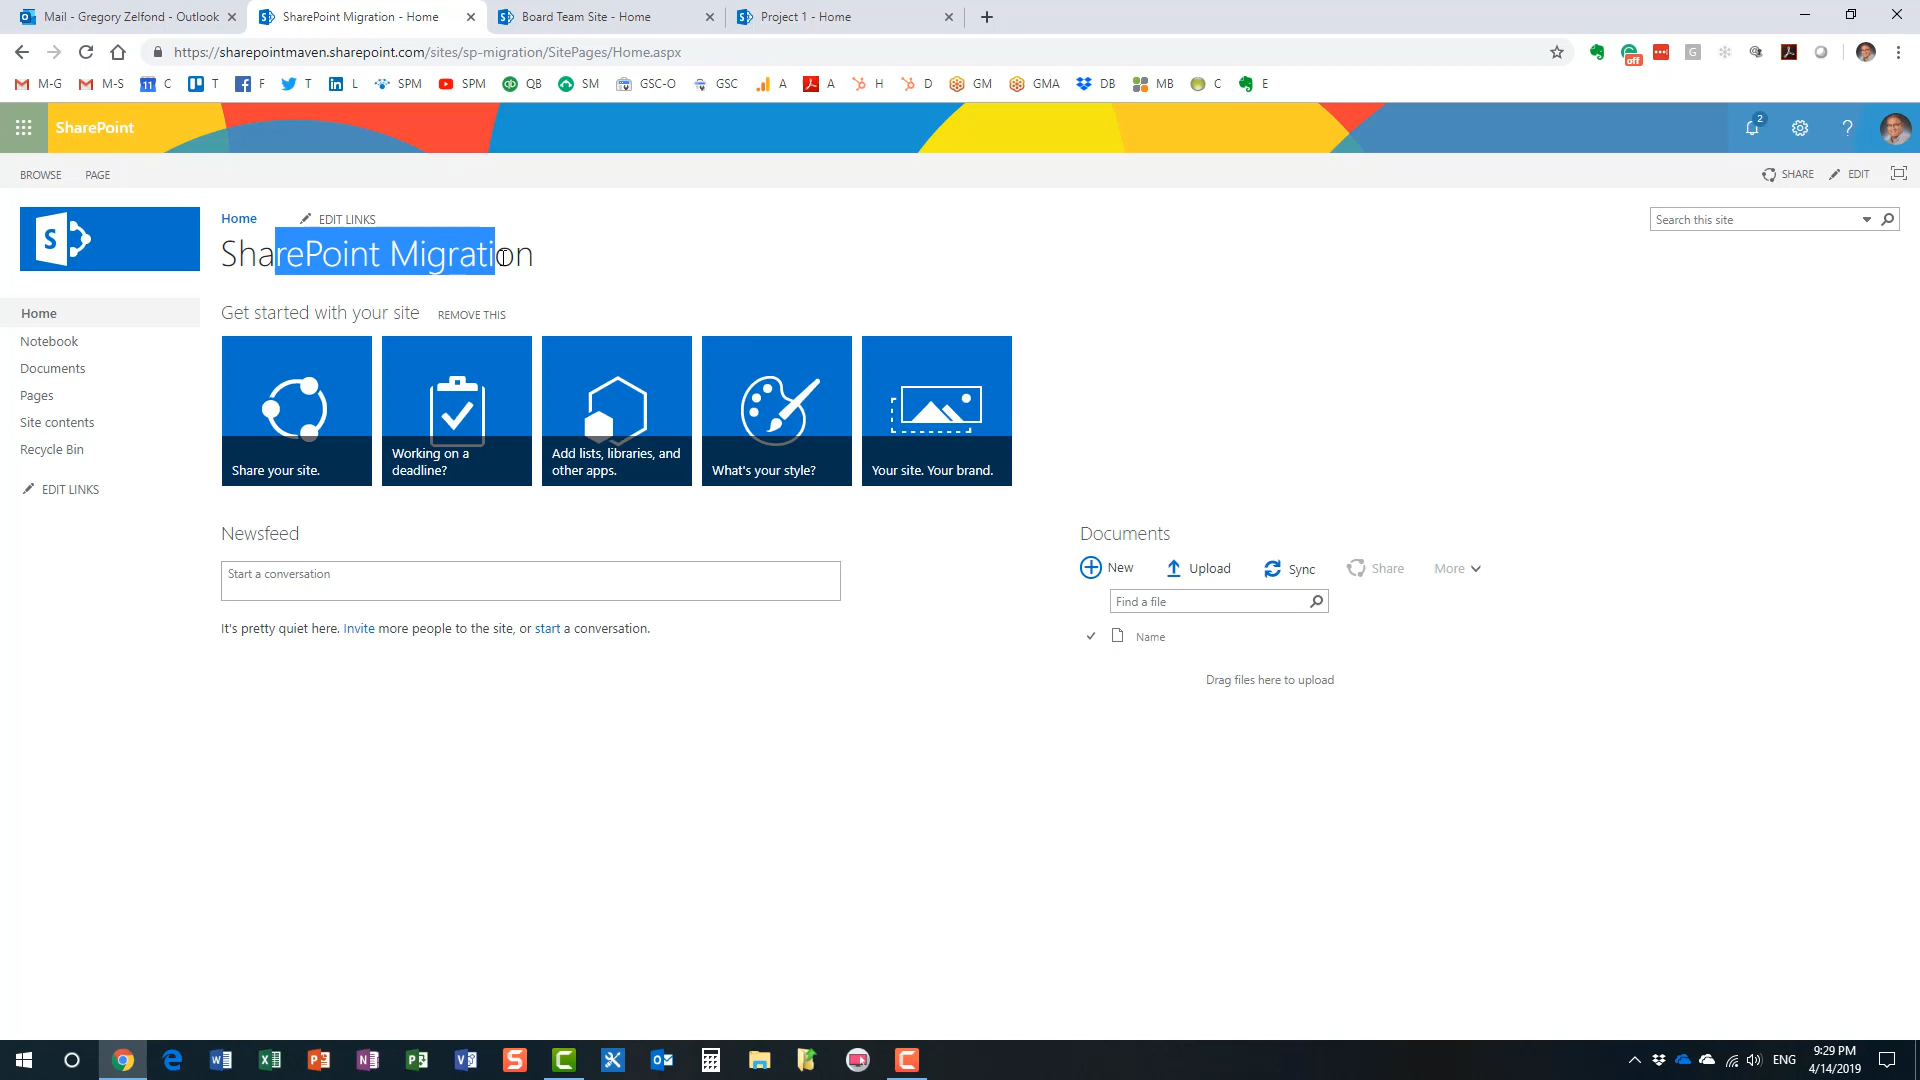 Mail - Gregory Zelfond - Outlook
SharePoint Migration - Home
Board Team Site - Home
Project 1 - Home
https://sharepointmaven.sharepoint.com/sites/sp-migration/SitePages/Home.aspx
off
M-G
M-S
11
C
T
F
T
L
SPM
SPM
QB
SM
GSC-O
GSC
A
A
H
D
GM
GMA
DB
MB
C
E
SharePoint
2
?
BROWSE
PAGE
SHARE
EDIT
Home
EDIT LINKS
Search this site
SharePoint Migration
Home
Notebook
Documents
Pages
Site contents
Recycle Bin
EDIT LINKS
Get started with your site
REMOVE THIS
Share your site.
Working on a
deadline?
Add lists, libraries, and
other apps.
What's your style?
Your site. Your brand.
Newsfeed
Start a conversation
It's pretty quiet here. Invite more people to the site, or start a conversation.
Documents
New
Upload
Sync
Share
More
Find a file
Name
Drag files here to upload
ENG
9:29 PM
4/14/2019